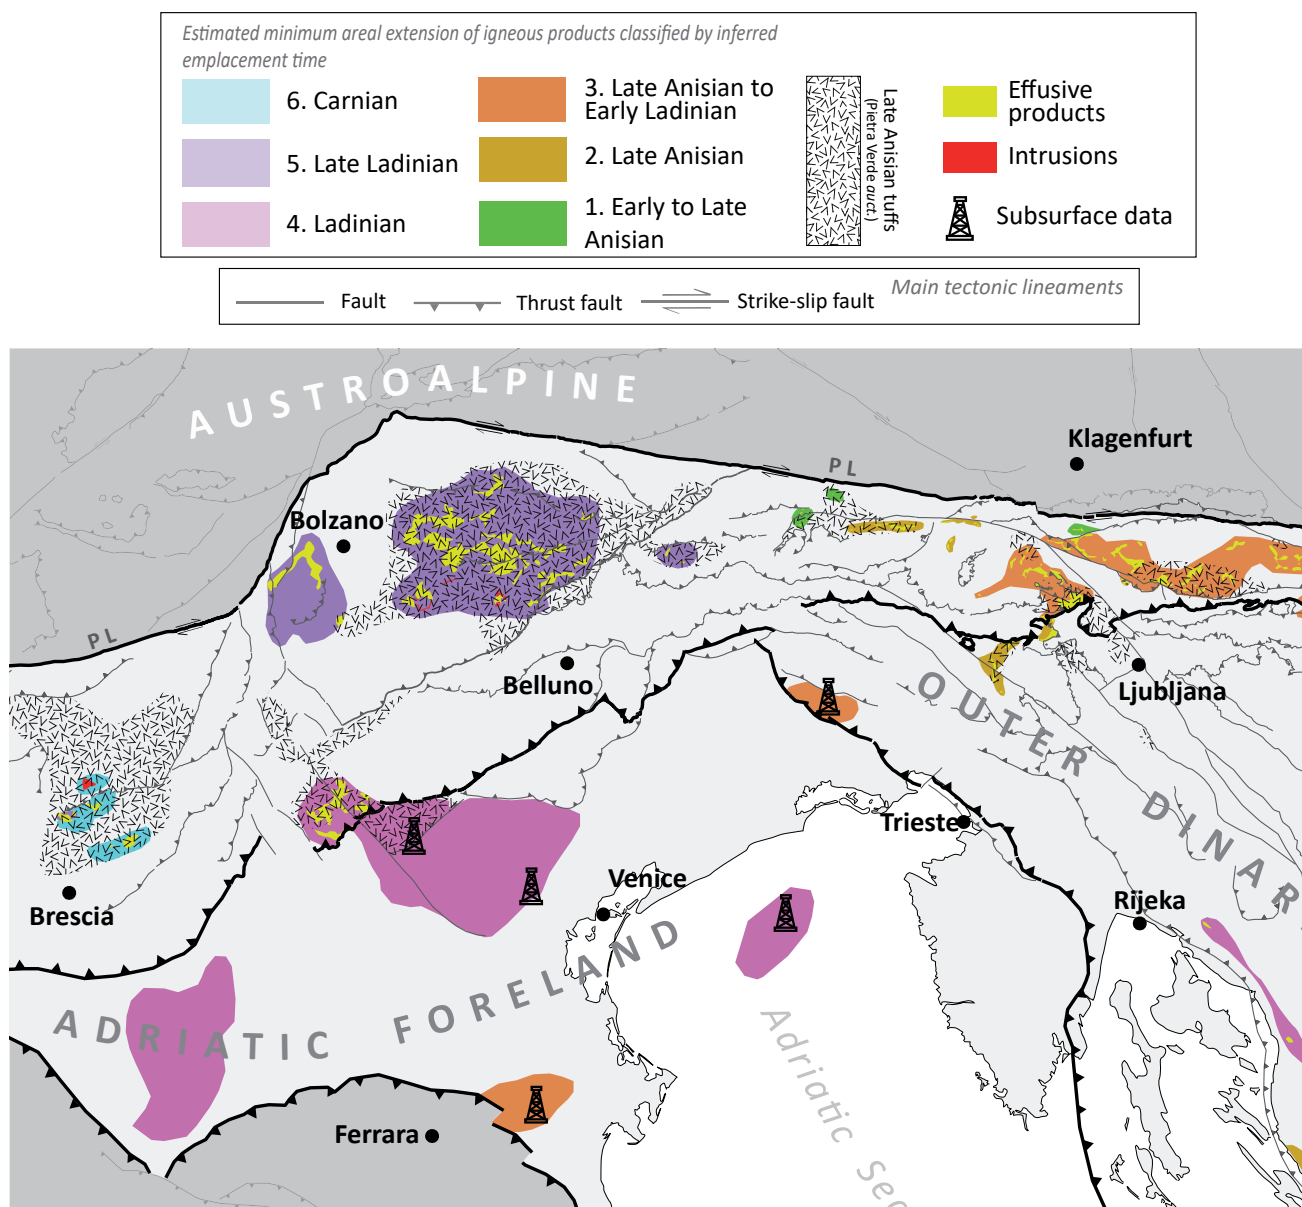 Estimated minimum areal extension of igneous products classified by inferred
emplacement time
6. Carnian
5. Late Ladinian
4. Ladinian
3. Late Anisian to
Early Ladinian
2. Late Anisian
1. Early to Late
Anisian
Late Anisian tuffs
(Pietra Verde auct.)
Effusive
products
Intrusions
Subsurface data
Fault
Thrust fault
Strike-slip fault
Main tectonic lineaments
AUSTROALPINE
Klagenfurt
PL
Bolzano
PL
Belluno
Ljubljana
OUTER DINAR
Trieste
Venice
Brescia
Rijeka
ADRIATIC FORELAND
Adriatic Sea
Ferrara